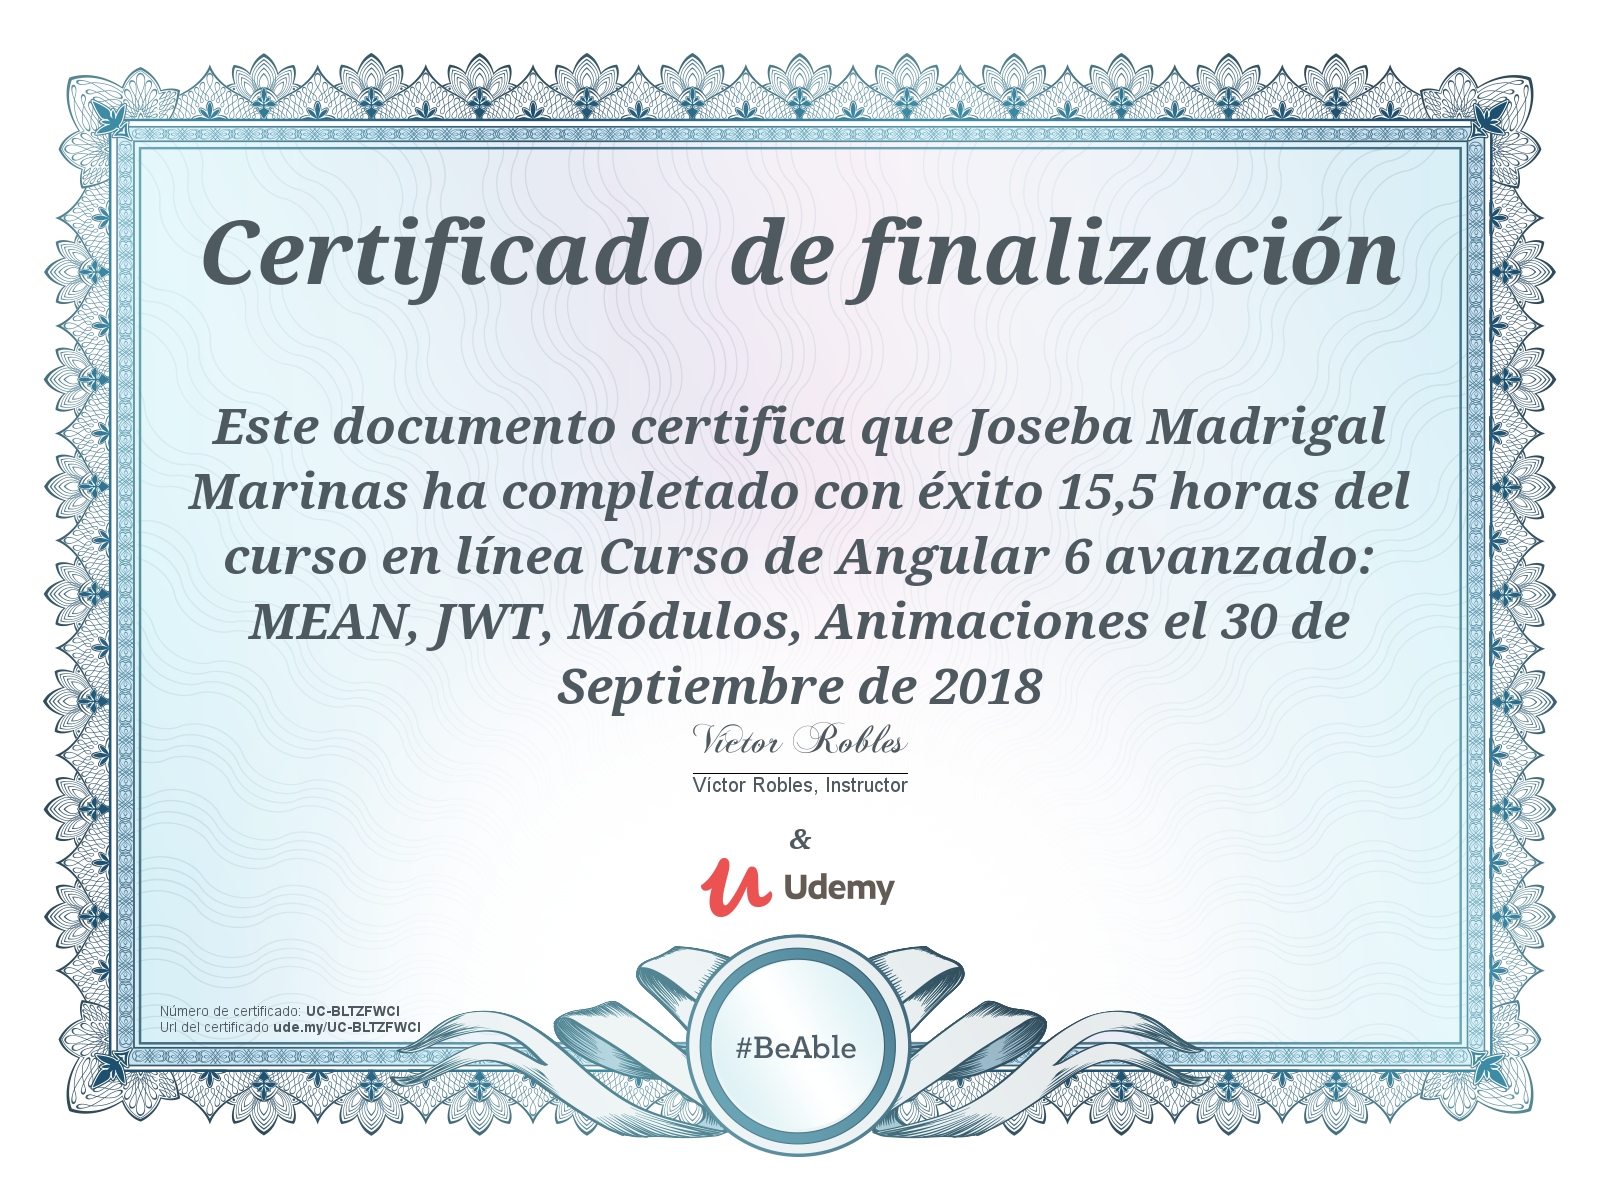 Certificado de finalización
Este documento certifica que Joseba Madrigal
Marinas ha completado con éxito 15,5 horas del
curso en línea Curso de Angular 6 avanzado:
MEAN, JWT, Módulos, Animaciones el 30 de
Septiembre de 2018
Víctor Robles
Víctor Robles, Instructor
&
Udemy
Número de certificado: UC-BLTZFWCI
Url del certificado ude.my/UC-BLTZFWCI
#BeAble